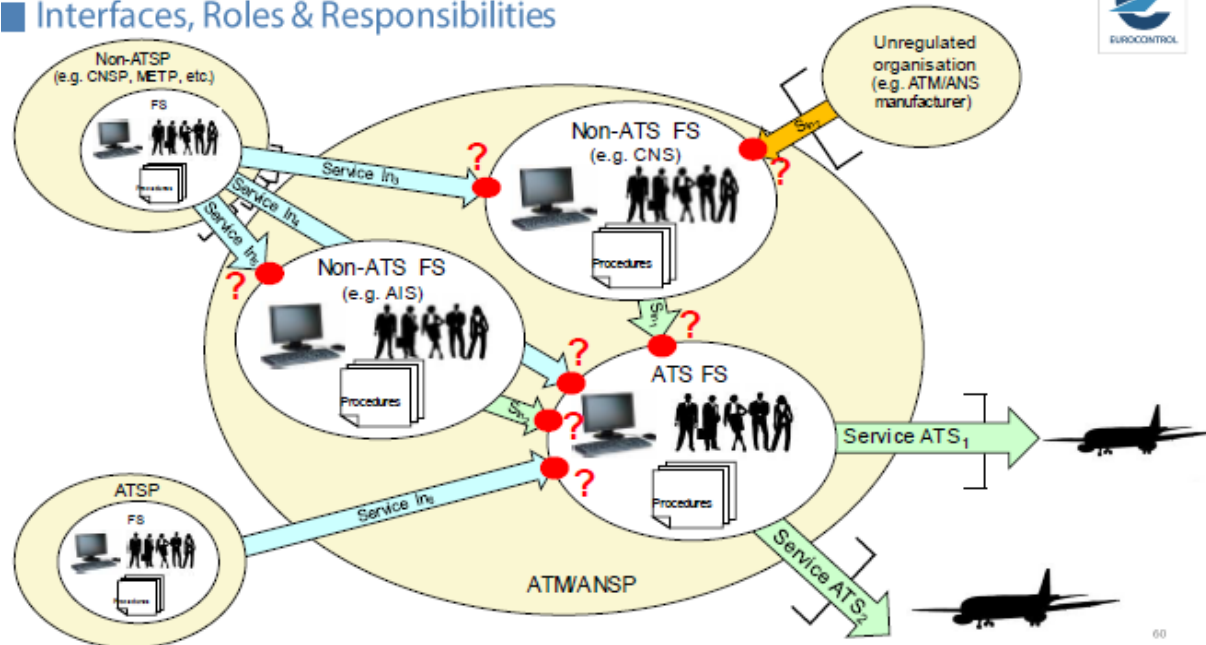 Interfaces, Roles & Responsibilities
EUROCONTROL
Non-ATSP
(e.g. CNSP, METP, etc.)
FS
Procedures
Unregulated
organisation
(e.g. ATM/ANS
manufacturer)
Non-ATS FS
(e.g. CNS)
Procedures
?
?
Service In3
Service In4
Service In5
?
Non-ATS FS
(e.g. AIS)
Procedures
?
?
?
?
ATS FS
Procedures
Service ATS1
Service ATS2
ATSP
FS
Procedures
Service In6
ATM/ANSP
60